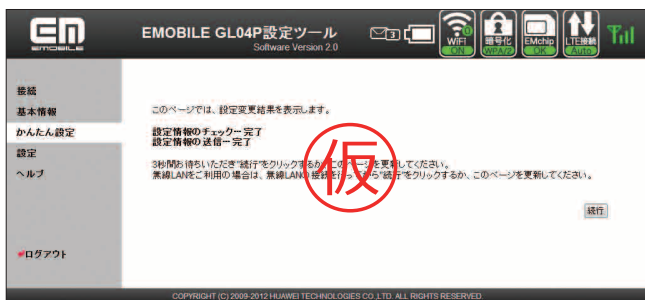 EM
EMOBILE
EMOBILE GL04P設定ツール
Software Version 2.0
3
WiFi
ON
暗号化
WPA/2
EMchip
OK
LTE接続
Auto
接続
基本情報
かんたん設定
設定
ヘルプ
ログアウト
このページでは、設定変更結果を表示します。
設定情報のチェックー完了
設定情報の送信ー完了
3秒間お待ちいただき"続行"をクリックするか、このページを更新してください。
無線LANをご利用の場合は、無線LANの接続を行ってから"続行"をクリックするか、このページを更新してください。
仮
続行
COPYRIGHT (C) 2009-2012 HUAWEI TECHNOLOGIES CO.,LTD. ALL RIGHTS RESERVED.